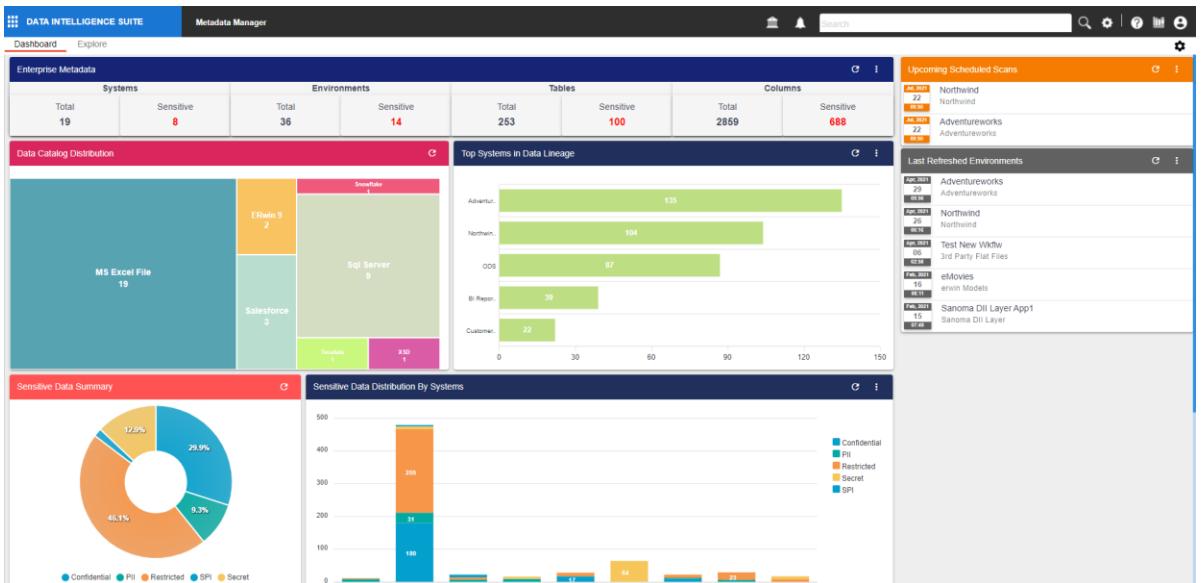 DATA INTELLIGENCE SUITE Metadata Manager Search
Dashboard Explore
Enterprise Metadata
Systems Environments Tables Columns
Total Sensitive Total Sensitive Total Sensitive Total Sensitive
19 8 36 14 253 100 2859 688
Data Catalog Distribution
MS Excel File
19
ERwin 9
2
Salesforce
3
Snowflake
1
Sql Server
9
1
XSD
1
Top Systems in Data Lineage
Adventur.. 135
Northwin.. 104
ODS 87
BI Repor.. 39
Customer.. 22
0 30 60 90 120 150
Upcoming Scheduled Scans
Jul, 2021
22
Northwind
Northwind
Jul, 2021
22
Adventureworks
Adventureworks
Last Refreshed Environments
Apr, 2021
29
Adventureworks
Adventureworks
Apr, 2021
26
Northwind
Northwind
Apr, 2021
06
Test New Wkflw
3rd Party Flat Files
Feb, 2021
16
eMovies
erwin Models
Feb, 2021
15
Sanoma DII Layer App1
Sanoma DII Layer
Sensitive Data Summary
12.9%
29.9%
9.3%
46.1%
Confidential PII Restricted SPI Secret
Sensitive Data Distribution By Systems
500
400
300
200
100
0
31
180
17
64
23
Confidential
PII
Restricted
Secret
SPI